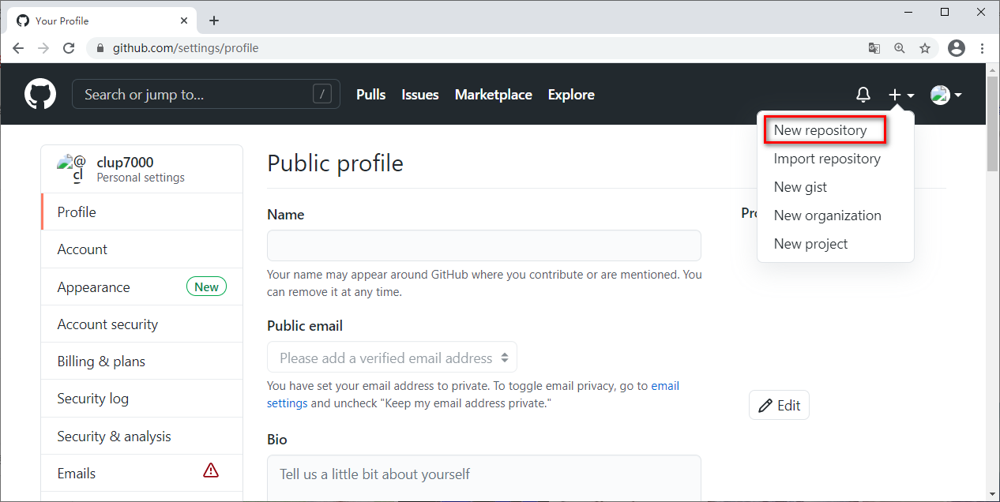 Your Profile
github.com/settings/profile
Search or jump to...
/
Pulls
Issues
Marketplace
Explore
New repository
Import repository
New gist
New organization
New project
@
cl
clup7000
Personal settings
Profile
Account
Appearance
New
Account security
Billing & plans
Security log
Security & analysis
Emails
Public profile
Name
Your name may appear around GitHub where you contribute or are mentioned. You
can remove it at any time.
Public email
Please add a verified email address
You have set your email address to private. To toggle email privacy, go to email
settings and uncheck "Keep my email address private."
Bio
Tell us a little bit about yourself
Pro
Edit